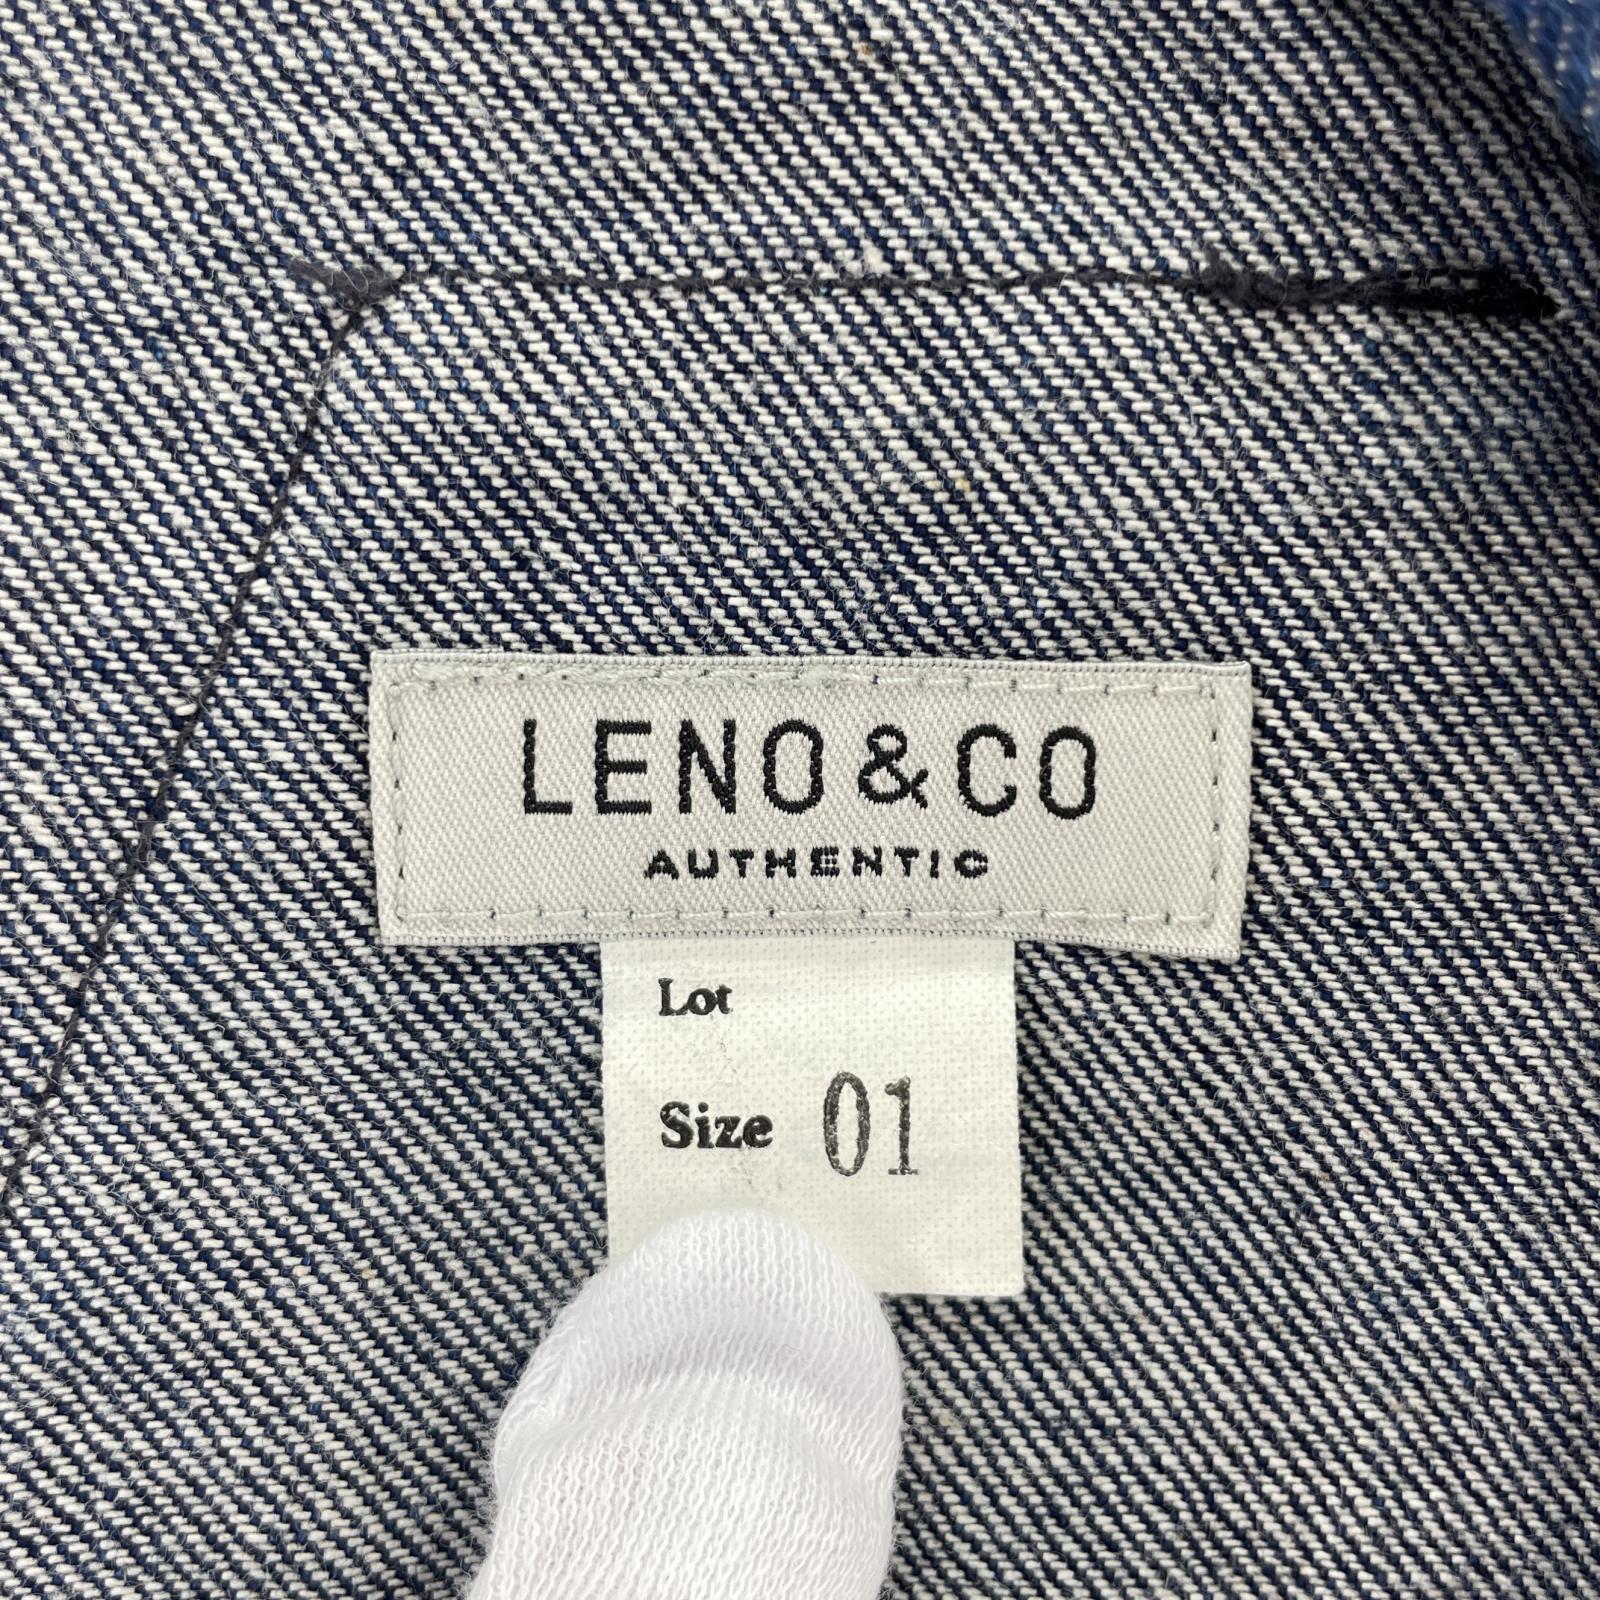 LENO & CO
AUTHENTIC
Lot
Size 01